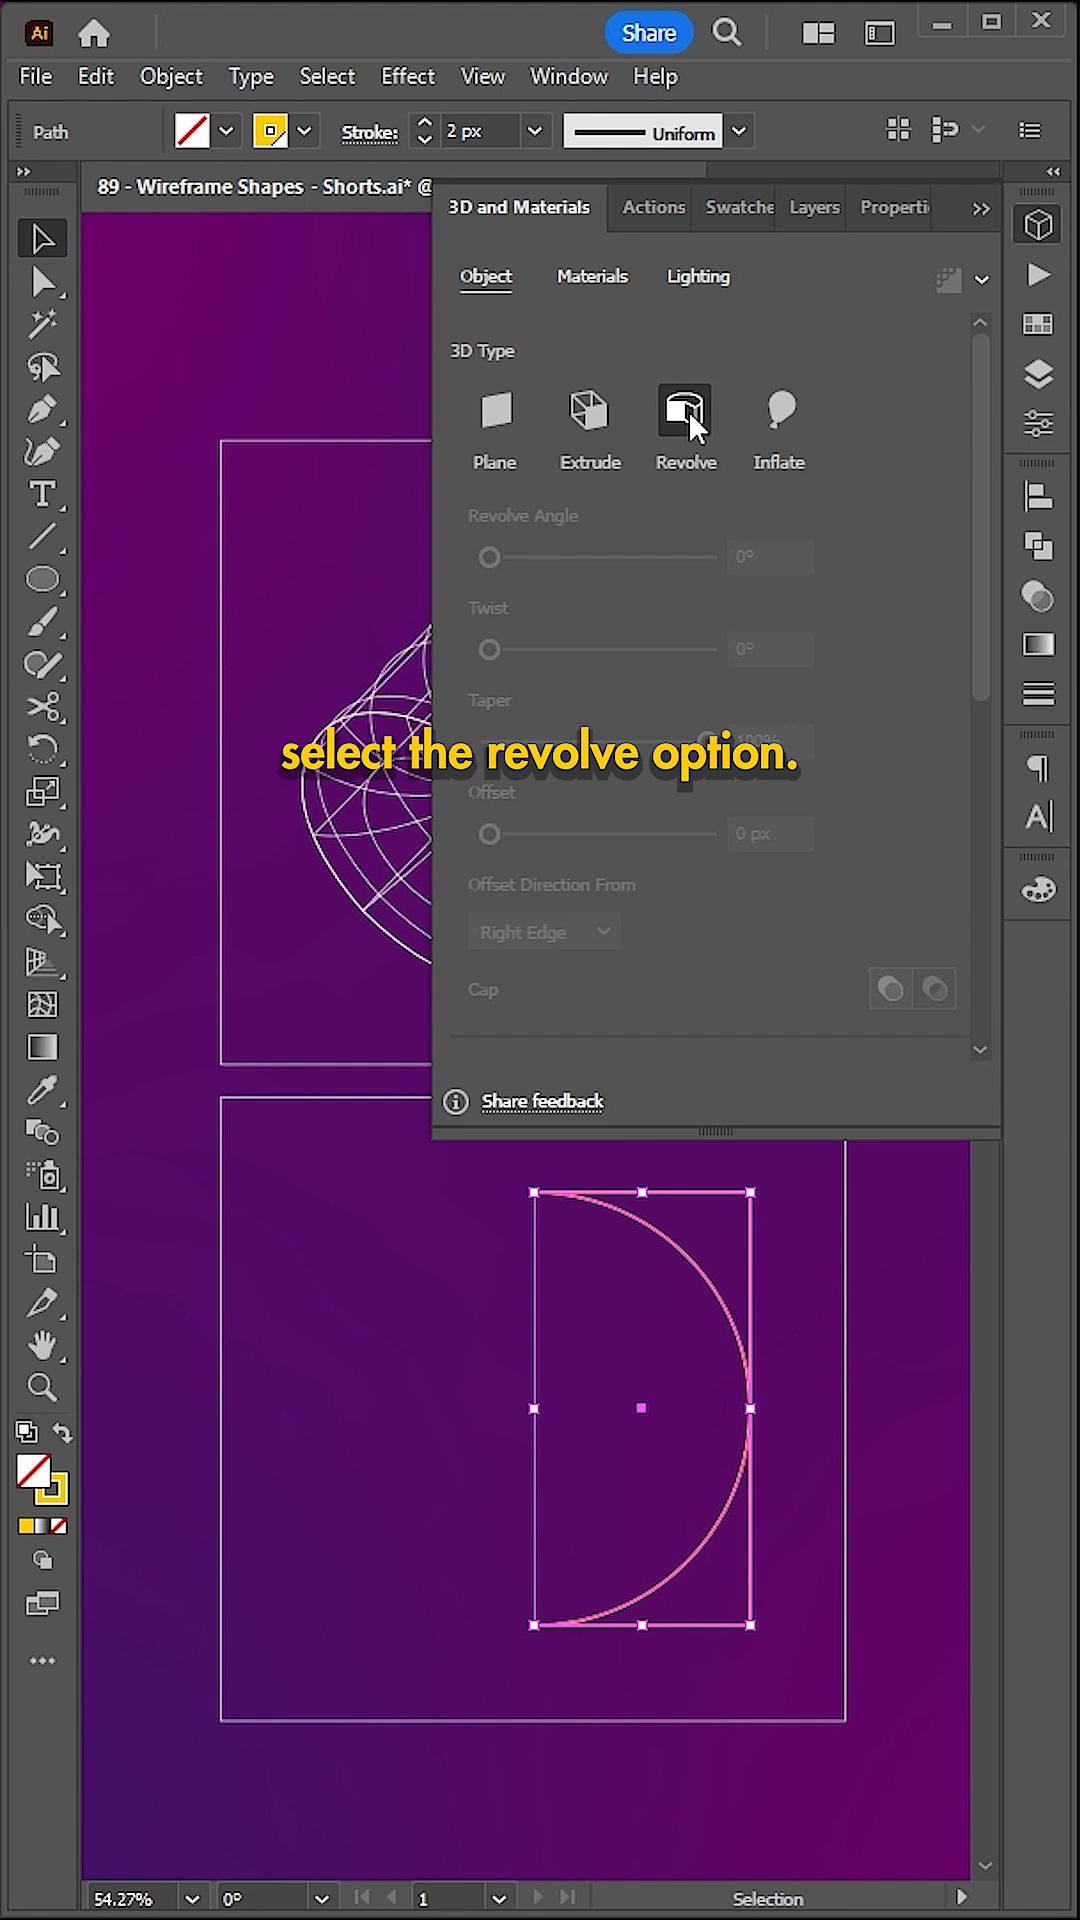 Ai
Share
File Edit Object Type Select Effect View Window Help
Path
Stroke: 2 px Uniform
89 - Wireframe Shapes - Shorts.ai* @
3D and Materials Actions Swatche Layers Properti
Object Materials Lighting
3D Type
Plane Extrude Revolve Inflate
Revolve Angle
0°
Twist
0°
Taper
100%
select the revolve option.
Offset
0 px
Offset Direction From
Right Edge
Cap
Share feedback
54.27% 0° 1 Selection